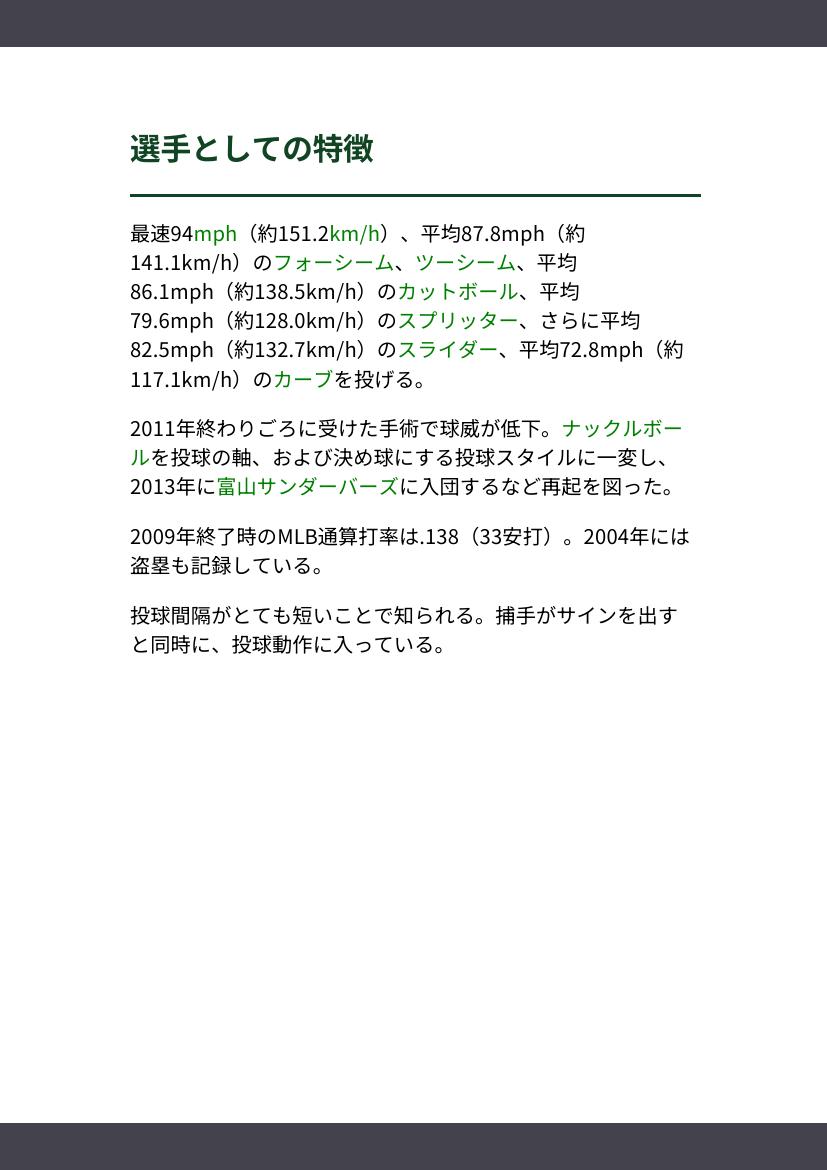 選手としての特徴
最速94mph（約151.2km/h）、平均87.8mph（約
141.1km/h）のフォーシーム、ツーシーム、平均
86.1mph（約138.5km/h）のカットボール、平均
79.6mph（約128.0km/h）のスプリッター、さらに平均
82.5mph（約132.7km/h）のスライダー、平均72.8mph（約
117.1km/h）のカーブを投げる。
2011年終わりごろに受けた手術で球威が低下。ナックルボー
ルを投球の軸、および決め球にする投球スタイルに一変し、
2013年に富山サンダーバーズに入団するなど再起を図った。
2009年終了時のMLB通算打率は.138（33安打）。2004年には
盗塁も記録している。
投球間隔がとても短いことで知られる。捕手がサインを出す
と同時に、投球動作に入っている。